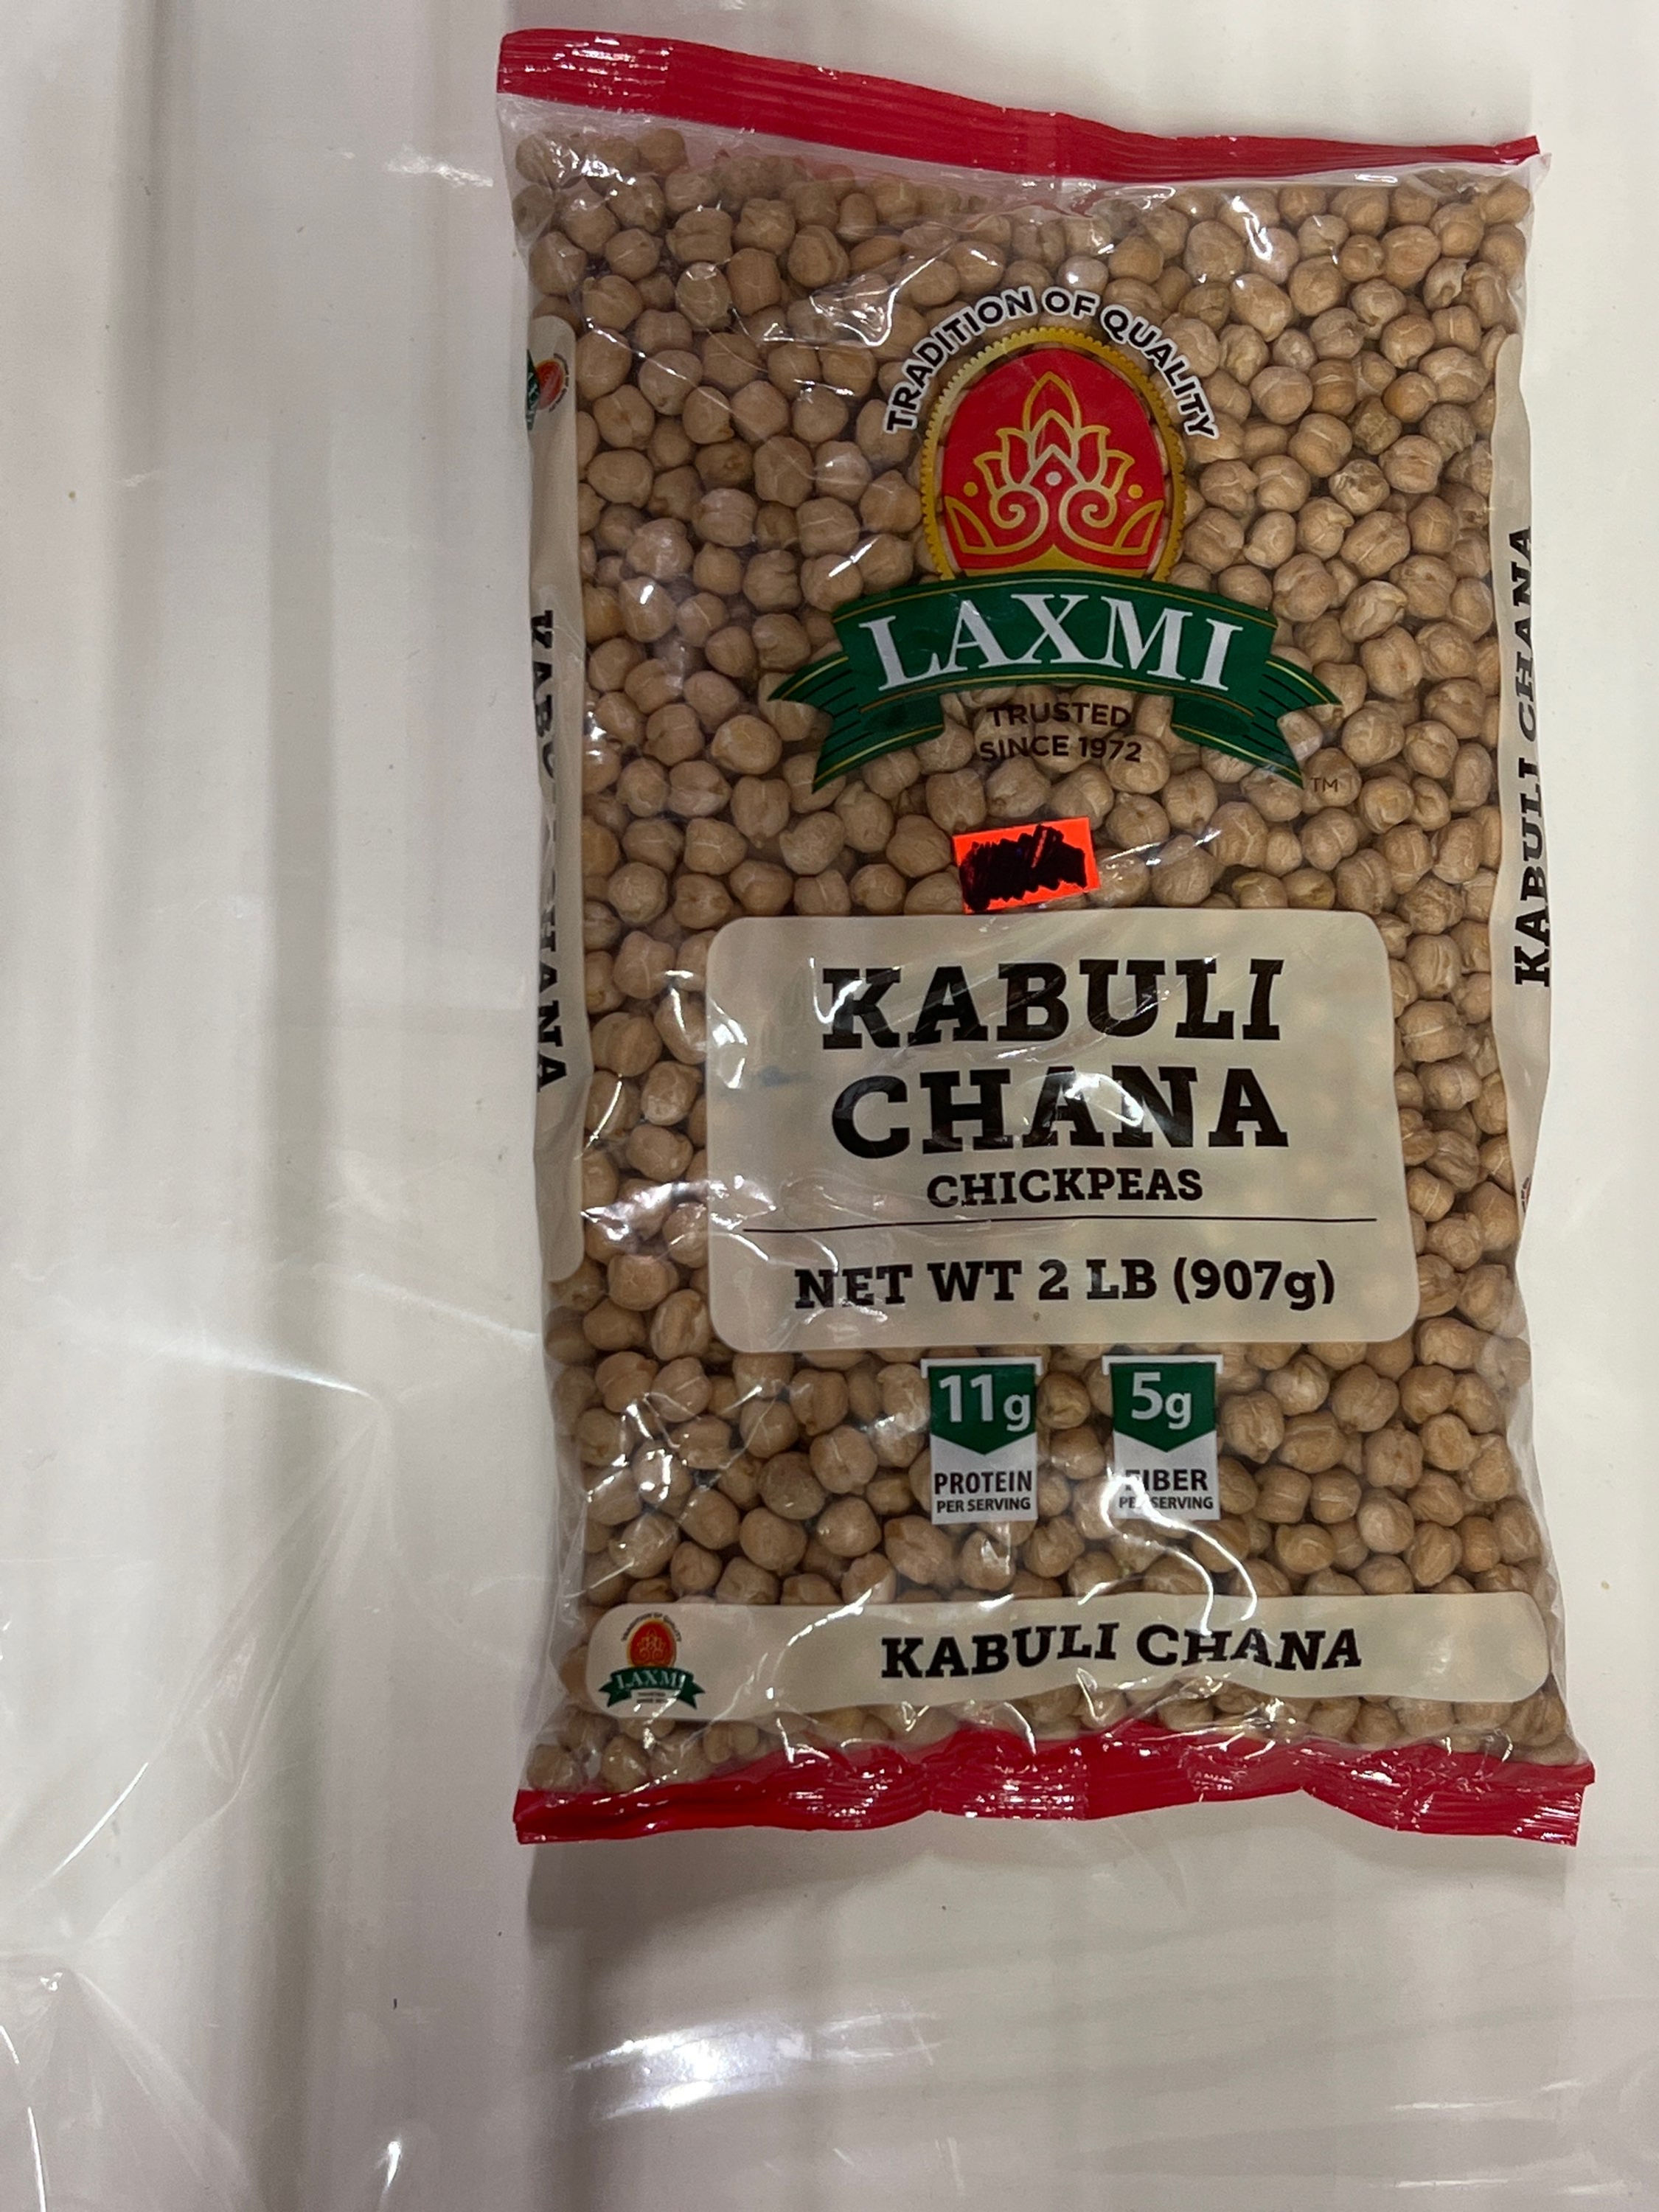 TRADITION OF QUALITY
LAXMI
TRUSTED
SINCE 1972
TM
KABULI
CHANA
CHICKPEAS
NET WT 2 LB (907g)
11g
PROTEIN
PER SERVING
5g
FIBER
PER SERVING
LAXMI
KABULI CHANA
KABULI CHANA
KABULI CHANA